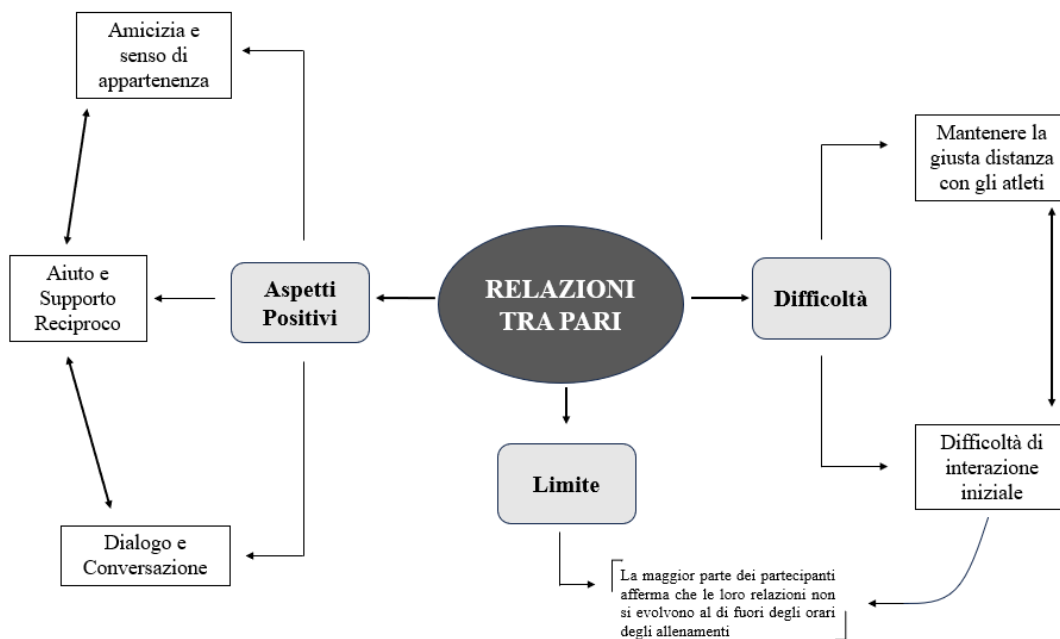 Amicizia e
senso di
appartenenza
Mantenere la
giusta distanza
con gli atleti
Aiuto e
Supporto
Reciproco
Aspetti
Positivi
RELAZIONI
TRA PARI
Difficoltà
Limite
Difficoltà di
interazione
iniziale
Dialogo e
Conversazione
La maggior parte dei partecipanti
afferma che le loro relazioni non
si evolvono al di fuori degli orari
degli allenamenti